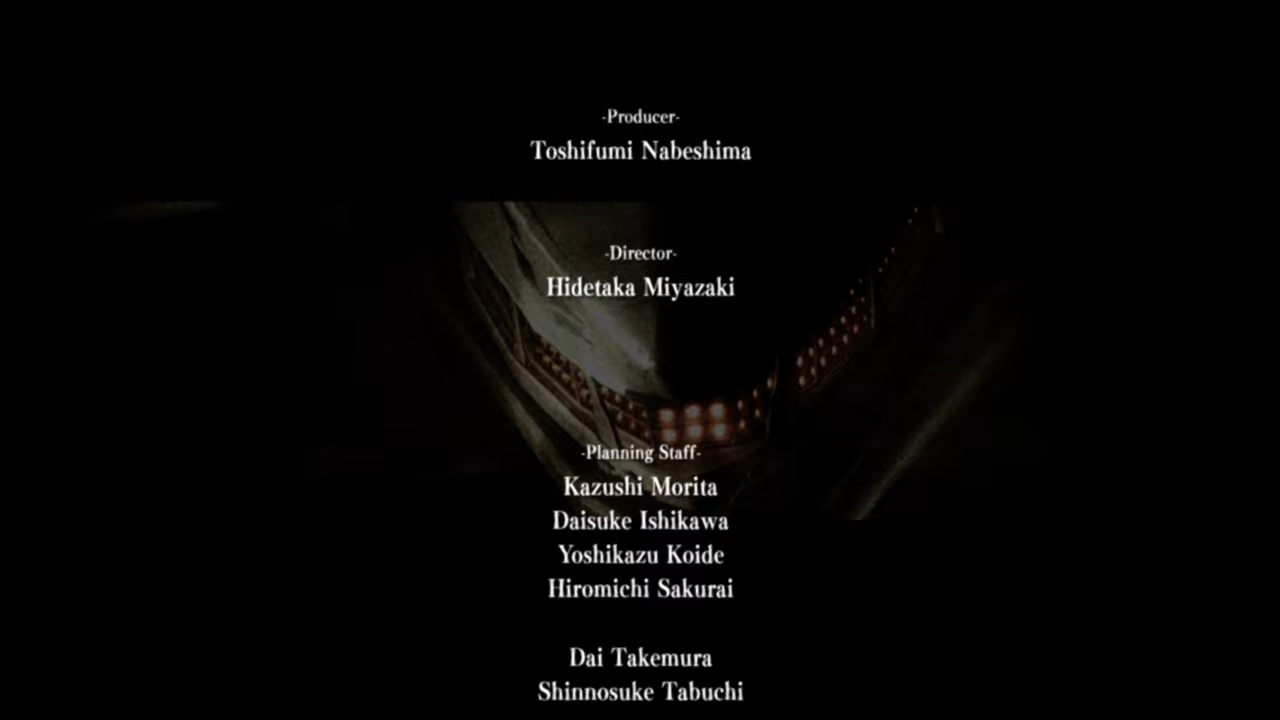 -Producer-
Toshifumi Nabeshima
-Director-
Hidetaka Miyazaki
-Planning Staff-
Kazushi Morita
Daisuke Ishikawa
Yoshikazu Koide
Hiromichi Sakurai
Dai Takemura
Shinnosuke Tabuchi